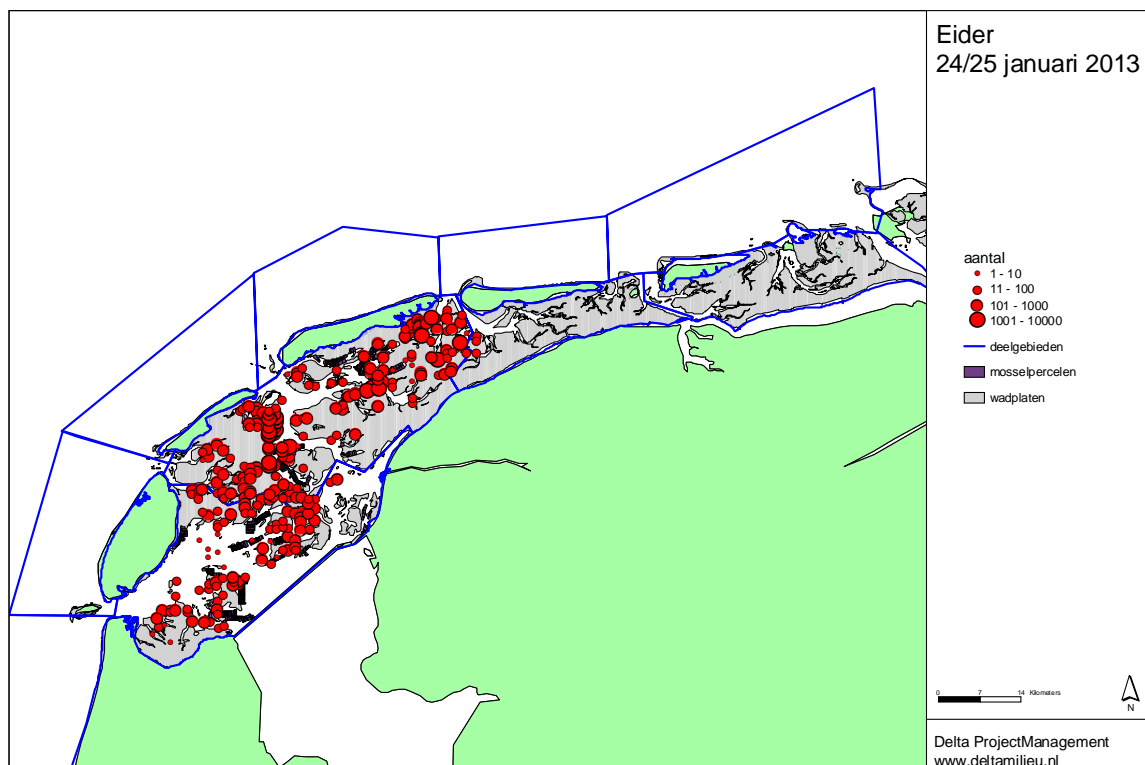 Eider
24/25 januari 2013
aantal
1 - 10
11 - 100
101 - 1000
1001 - 10000
deelgebieden
mosselpercelen
wadplaten
0 7 14 Kilometers
N
Delta ProjectManagement
www.deltamilieu.nl